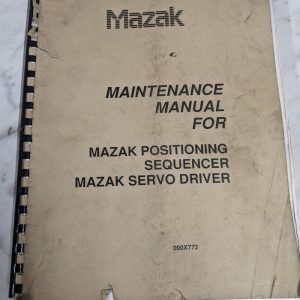 Mazak
MAINTENANCE
MANUAL
FOR
MAZAK POSITIONING
SEQUENCER
MAZAK SERVO DRIVER
000X772